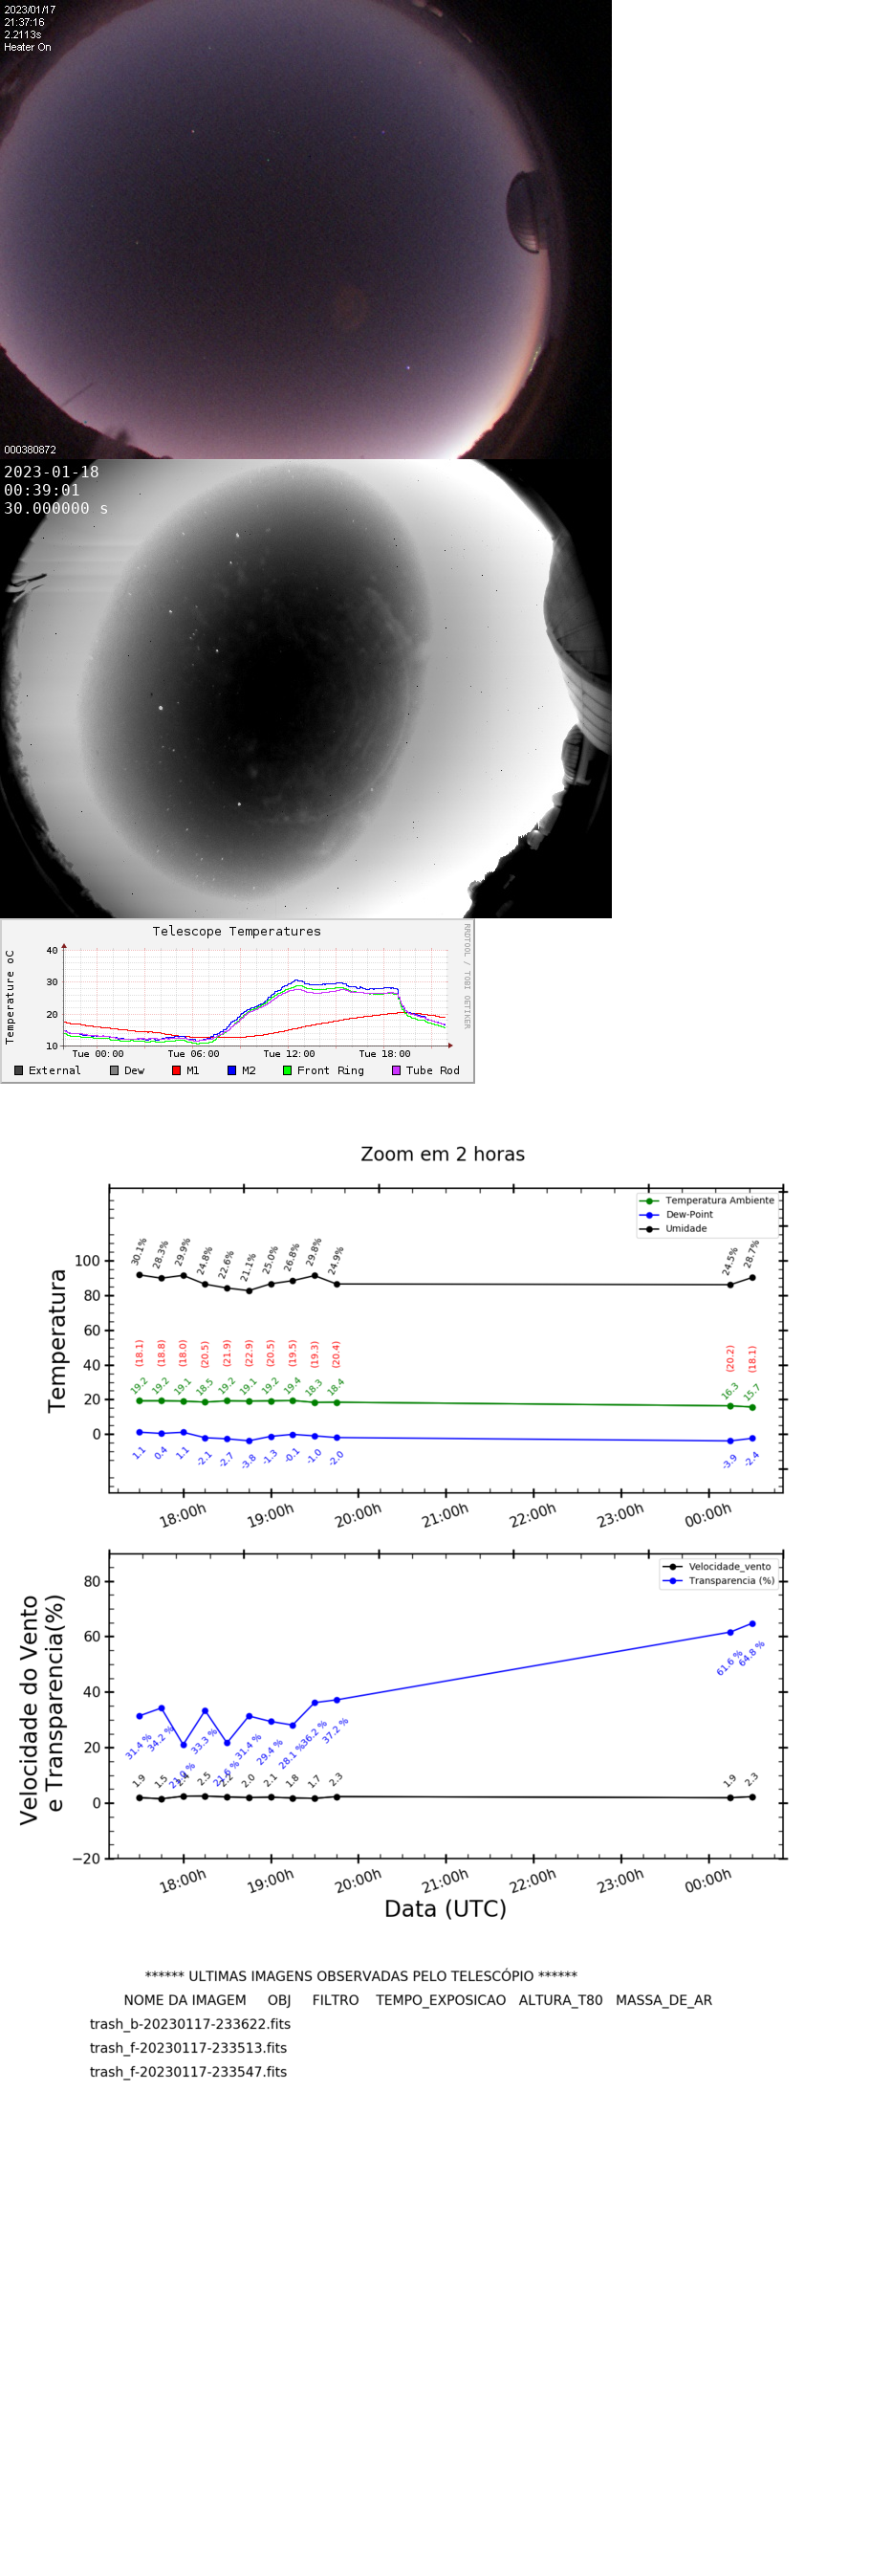 2023/01/17
21:37:16
2.2113s
Heater On
000380872
2023-01-18
00:39:01
30.000000 s
Telescope Temperatures
RRDTOOL / TOBI OETIKER
Temperature oC
40
30
20
10
Tue 00:00 Tue 06:00 Tue 12:00 Tue 18:00
External Dew M1 M2 Front Ring Tube Rod
Zoom em 2 horas
Temperatura Ambiente
Dew-Point
Umidade
Temperatura
100
80
60
40
20
0
30.1% 28.3% 29.9% 24.8% 22.6% 21.1% 25.0% 26.8% 29.8% 24.9% 24.5% 28.7%
(18.1) (18.8) (18.0) (20.5) (21.9) (22.9) (20.5) (19.5) (19.3) (20.4) (20.2) (18.1)
19.2 19.2 19.1 18.5 19.2 19.1 19.2 19.4 18.3 18.4 16.3 15.7
1.1 0.4 1.1 -2.1 -2.7 -3.8 -1.3 -0.1 -1.0 -2.0 -3.9 -2.4
18:00h 19:00h 20:00h 21:00h 22:00h 23:00h 00:00h
Velocidade_vento
Transparencia (%)
Velocidade do Vento
e Transparencia(%)
80
60
40
20
0
−20
31.4 % 34.2 % 33.3 % 31.4 % 29.4 % 28.1 % 36.2 % 37.2 % 61.6 % 64.8 %
1.9 1.5 2.5 2.0 2.1 1.8 1.7 2.3 1.9 2.3
18:00h 19:00h 20:00h 21:00h 22:00h 23:00h 00:00h
Data (UTC)
****** ULTIMAS IMAGENS OBSERVADAS PELO TELESCÓPIO ******
NOME DA IMAGEM OBJ FILTRO TEMPO_EXPOSICAO ALTURA_T80 MASSA_DE_AR
trash_b-20230117-233622.fits
trash_f-20230117-233513.fits
trash_f-20230117-233547.fits